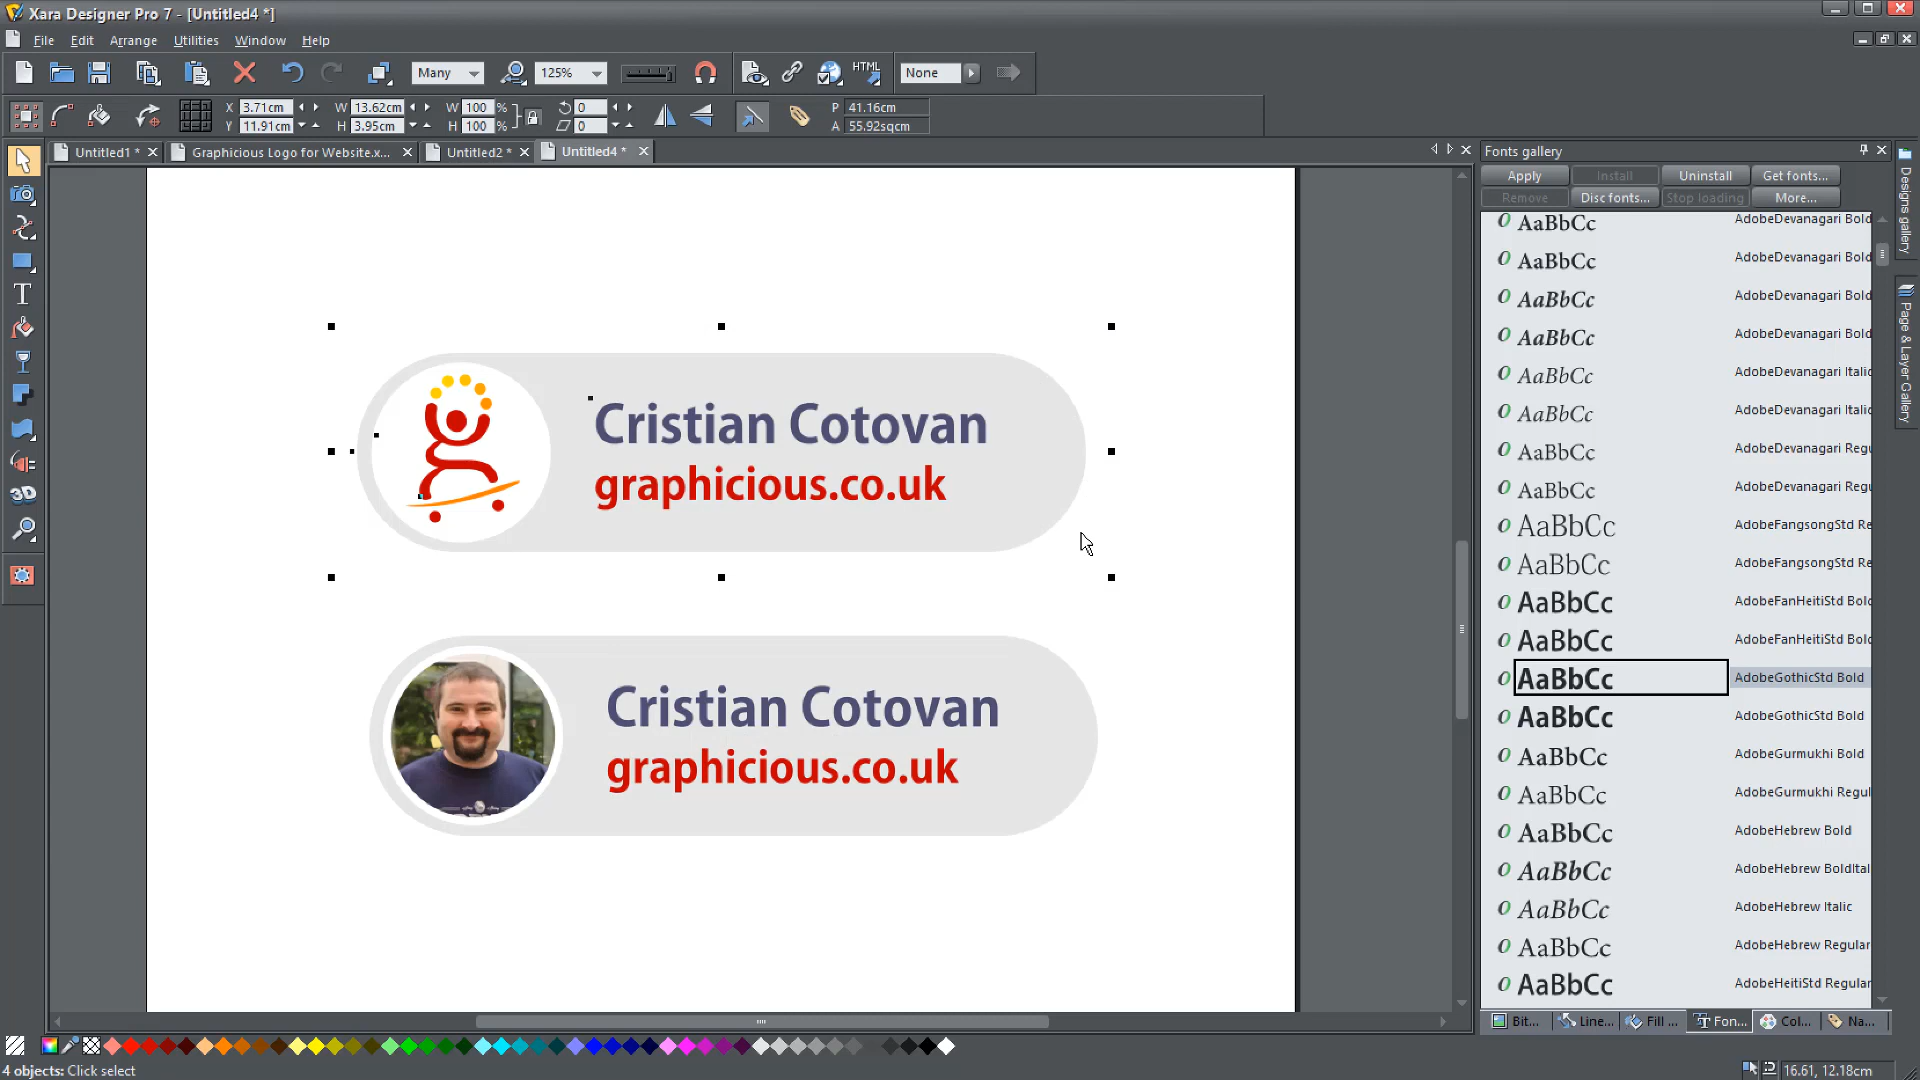 Xara Designer Pro 7 - [Untitled4 *]
File Edit Arrange Utilities Window Help
Many 125% HTML None
X 3.71cm W 13.62cm W 100 % 0 P 41.16cm
Y 11.91cm H 3.95cm H 100 % 0 A 55.92sqcm
Untitled1 * Graphicious Logo for Website.x... Untitled2 * Untitled4 *
Fonts gallery
Apply Install Uninstall Get fonts...
Remove Disc fonts... Stop loading More...
Designs gallery
Page & Layer Gallery
AaBbCc AdobeDevanagari Bold
AaBbCc AdobeDevanagari Bold
AaBbCc AdobeDevanagari Bold
AaBbCc AdobeDevanagari Bold
AaBbCc AdobeDevanagari Italic
AaBbCc AdobeDevanagari Italic
AaBbCc AdobeDevanagari Regu
AaBbCc AdobeDevanagari Regu
AaBbCc AdobeFangsongStd Re
AaBbCc AdobeFangsongStd Re
AaBbCc AdobeFanHeitiStd Bold
AaBbCc AdobeFanHeitiStd Bold
AaBbCc AdobeGothicStd Bold
AaBbCc AdobeGothicStd Bold
AaBbCc AdobeGurmukhi Bold
AaBbCc AdobeGurmukhi Regul
AaBbCc AdobeHebrew Bold
AaBbCc AdobeHebrew BoldItal
AaBbCc AdobeHebrew Italic
AaBbCc AdobeHebrew Regular
AaBbCc AdobeHeitiStd Regular
Cristian Cotovan
graphicious.co.uk
Cristian Cotovan
graphicious.co.uk
T
3D
Bit... Line... Fill ... Fon... Col... Na...
4 objects: Click select
16.61, 12.18cm